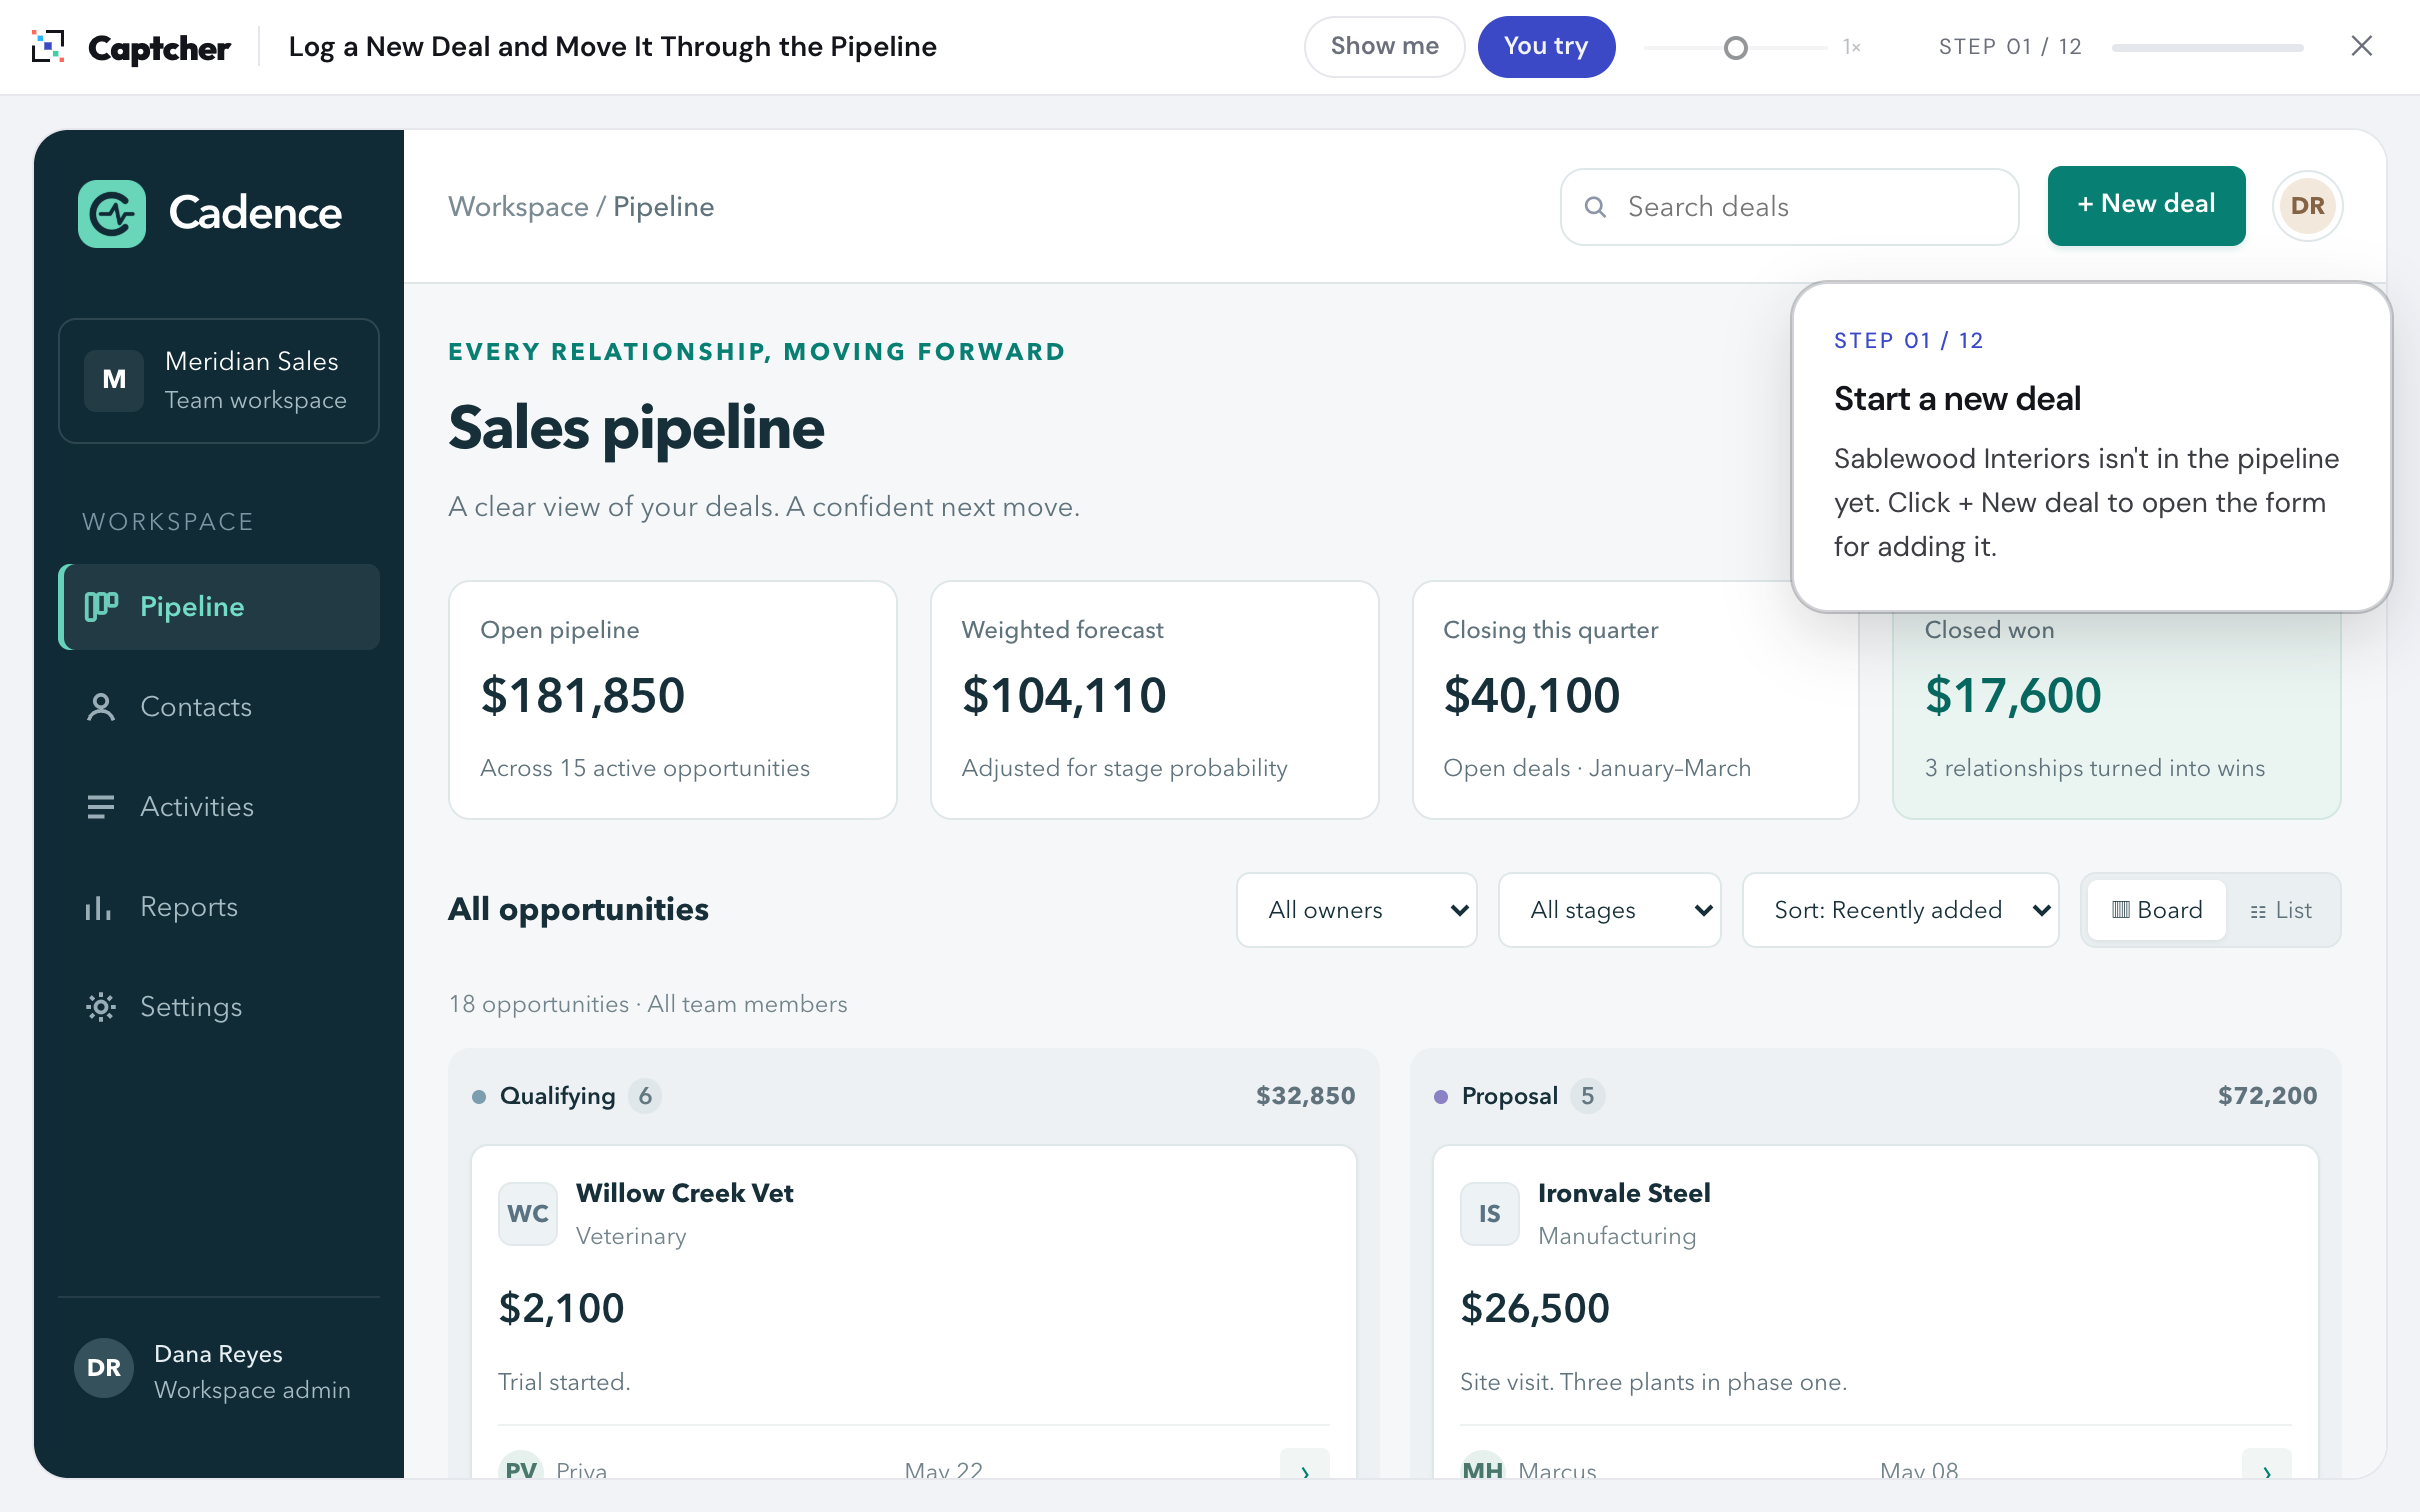 Captcher
Log a New Deal and Move It Through the Pipeline
Show me
You try
1×
STEP 01 / 12
Cadence
M
Meridian Sales
Team workspace
WORKSPACE
Pipeline
Contacts
Activities
Reports
Settings
DR
Dana Reyes
Workspace admin
Workspace / Pipeline
Search deals
+ New deal
DR
STEP 01 / 12
Start a new deal
Sablewood Interiors isn't in the pipeline
yet. Click + New deal to open the form
for adding it.
EVERY RELATIONSHIP, MOVING FORWARD
Sales pipeline
A clear view of your deals. A confident next move.
Open pipeline
$181,850
Across 15 active opportunities
Weighted forecast
$104,110
Adjusted for stage probability
Closing this quarter
$40,100
Open deals · January–March
Closed won
$17,600
3 relationships turned into wins
All opportunities
All owners
All stages
Sort: Recently added
Board
List
18 opportunities · All team members
Qualifying 6
$32,850
WC
Willow Creek Vet
Veterinary
$2,100
Trial started.
PV Priya
May 22
Proposal 5
$72,200
IS
Ironvale Steel
Manufacturing
$26,500
Site visit. Three plants in phase one.
MH Marcus
May 08